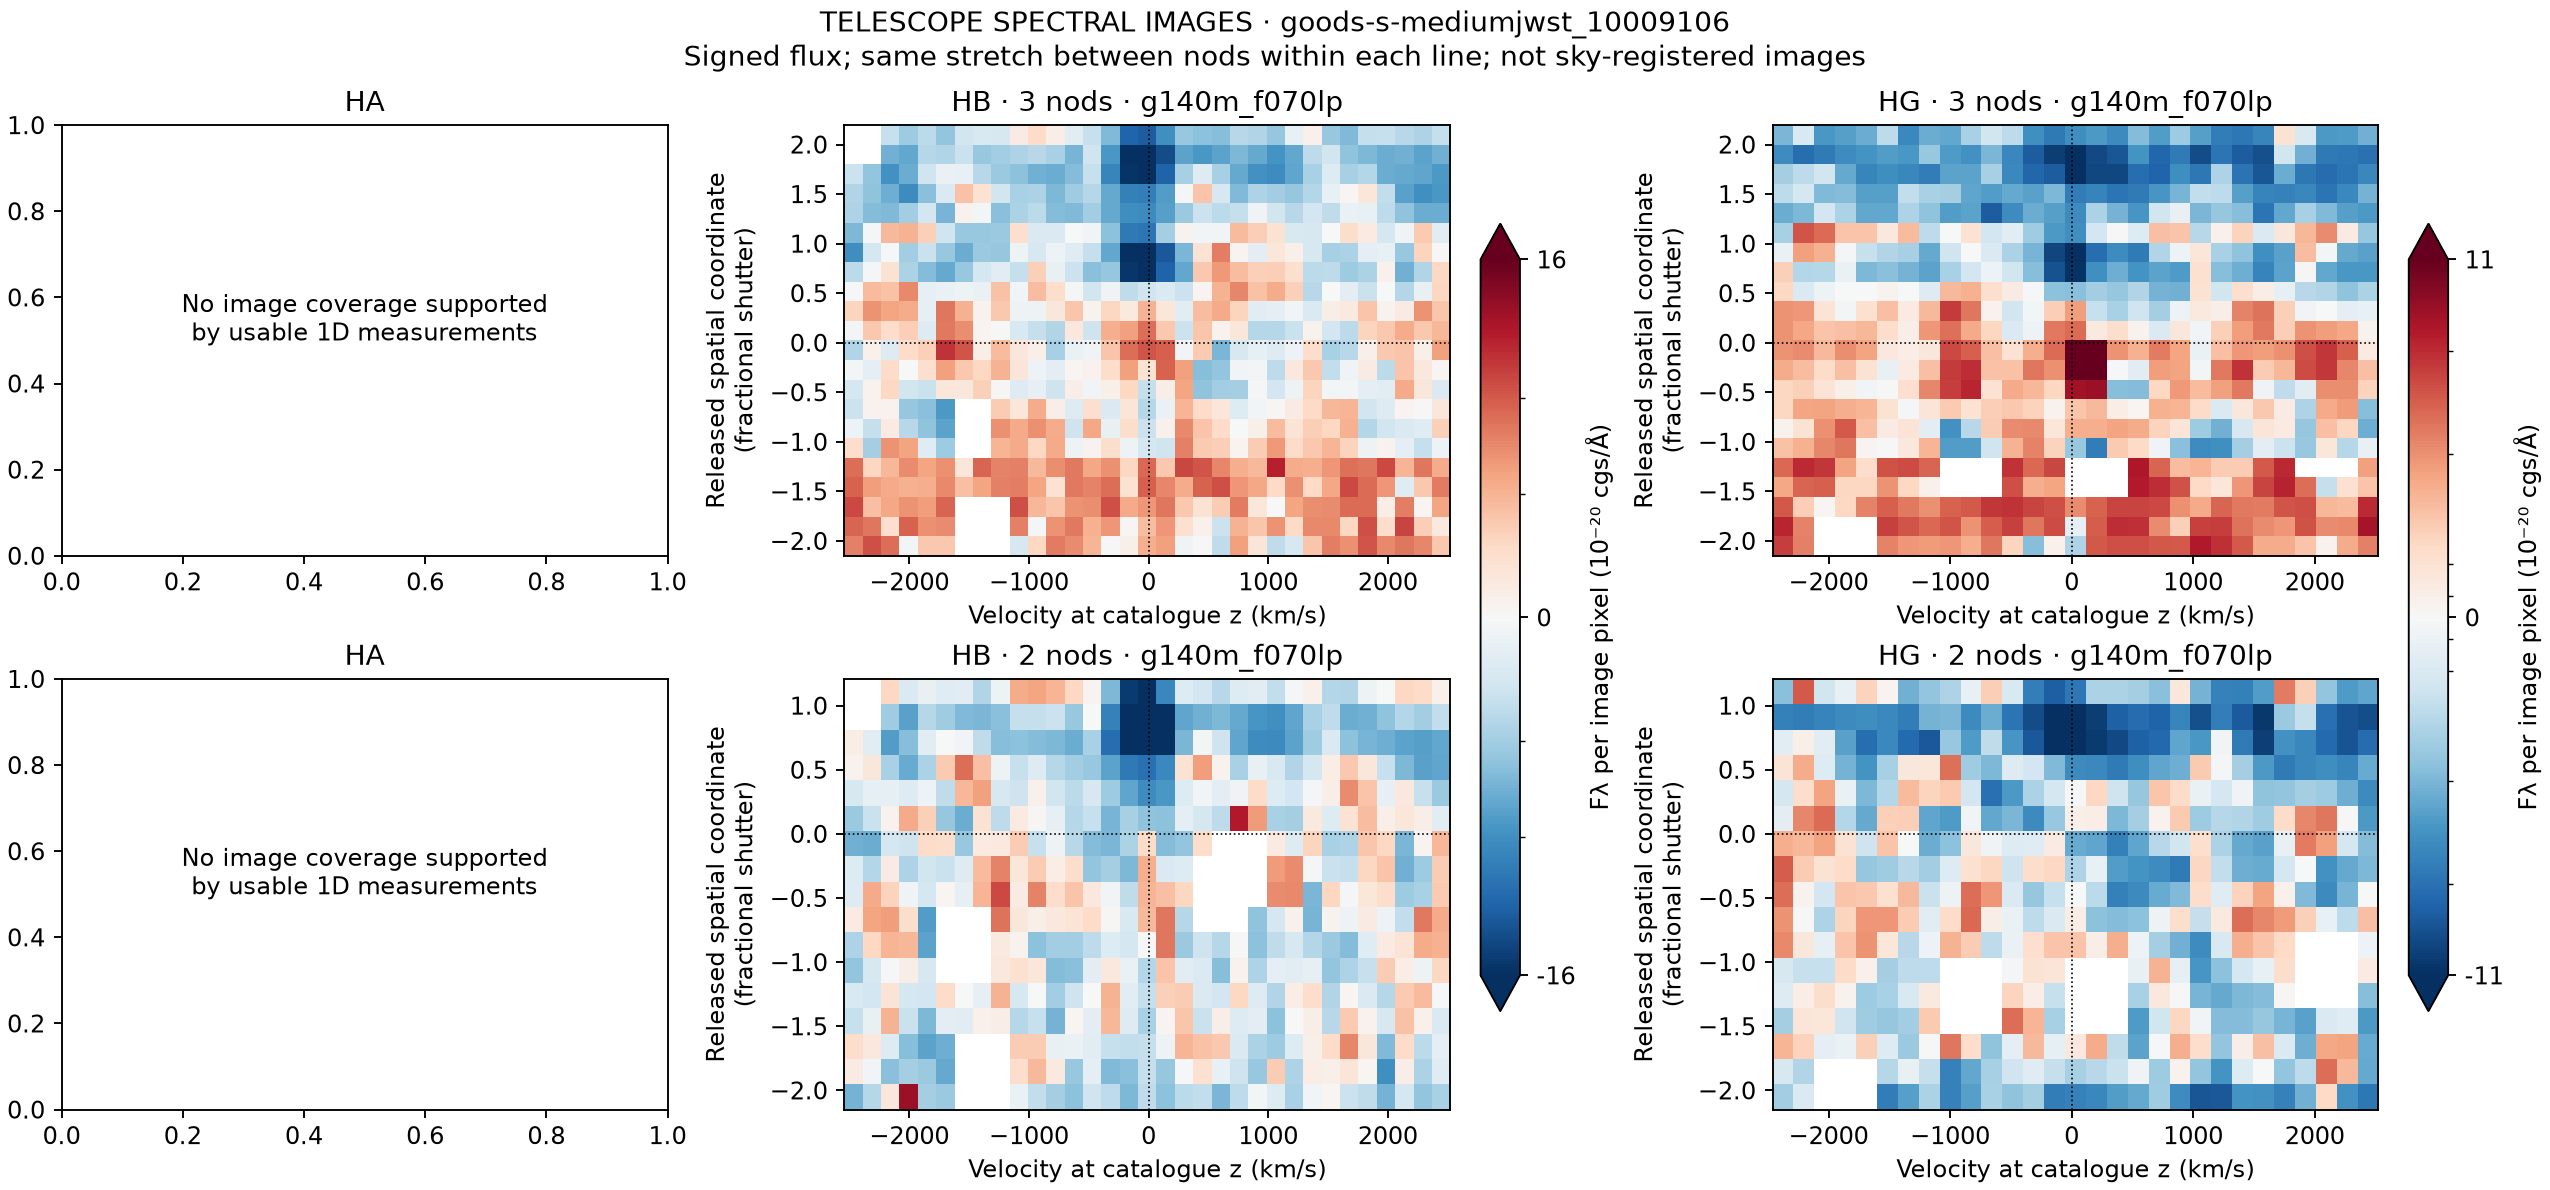 TELESCOPE SPECTRAL IMAGES · goods-s-mediumjwst_10009106
Signed flux; same stretch between nods within each line; not sky-registered images
HA
1.0
0.8
0.6
0.4
0.2
0.0
No image coverage supported
by usable 1D measurements
0.0 0.2 0.4 0.6 0.8 1.0
HB · 3 nods · g140m_f070lp
Released spatial coordinate
(fractional shutter)
2.0
1.5
1.0
0.5
0.0
−0.5
−1.0
−1.5
−2.0
−2000 −1000 0 1000 2000
Velocity at catalogue z (km/s)
HG · 3 nods · g140m_f070lp
Released spatial coordinate
(fractional shutter)
2.0
1.5
1.0
0.5
0.0
−0.5
−1.0
−1.5
−2.0
−2000 −1000 0 1000 2000
Velocity at catalogue z (km/s)
HA
1.0
0.8
0.6
0.4
0.2
0.0
No image coverage supported
by usable 1D measurements
0.0 0.2 0.4 0.6 0.8 1.0
HB · 2 nods · g140m_f070lp
Released spatial coordinate
(fractional shutter)
1.0
0.5
0.0
−0.5
−1.0
−1.5
−2.0
−2000 −1000 0 1000 2000
Velocity at catalogue z (km/s)
16
0
-16
Fλ per image pixel (10⁻²⁰ cgs/Å)
HG · 2 nods · g140m_f070lp
Released spatial coordinate
(fractional shutter)
1.0
0.5
0.0
−0.5
−1.0
−1.5
−2.0
−2000 −1000 0 1000 2000
Velocity at catalogue z (km/s)
11
0
-11
Fλ per image pixel (10⁻²⁰ cgs/Å)